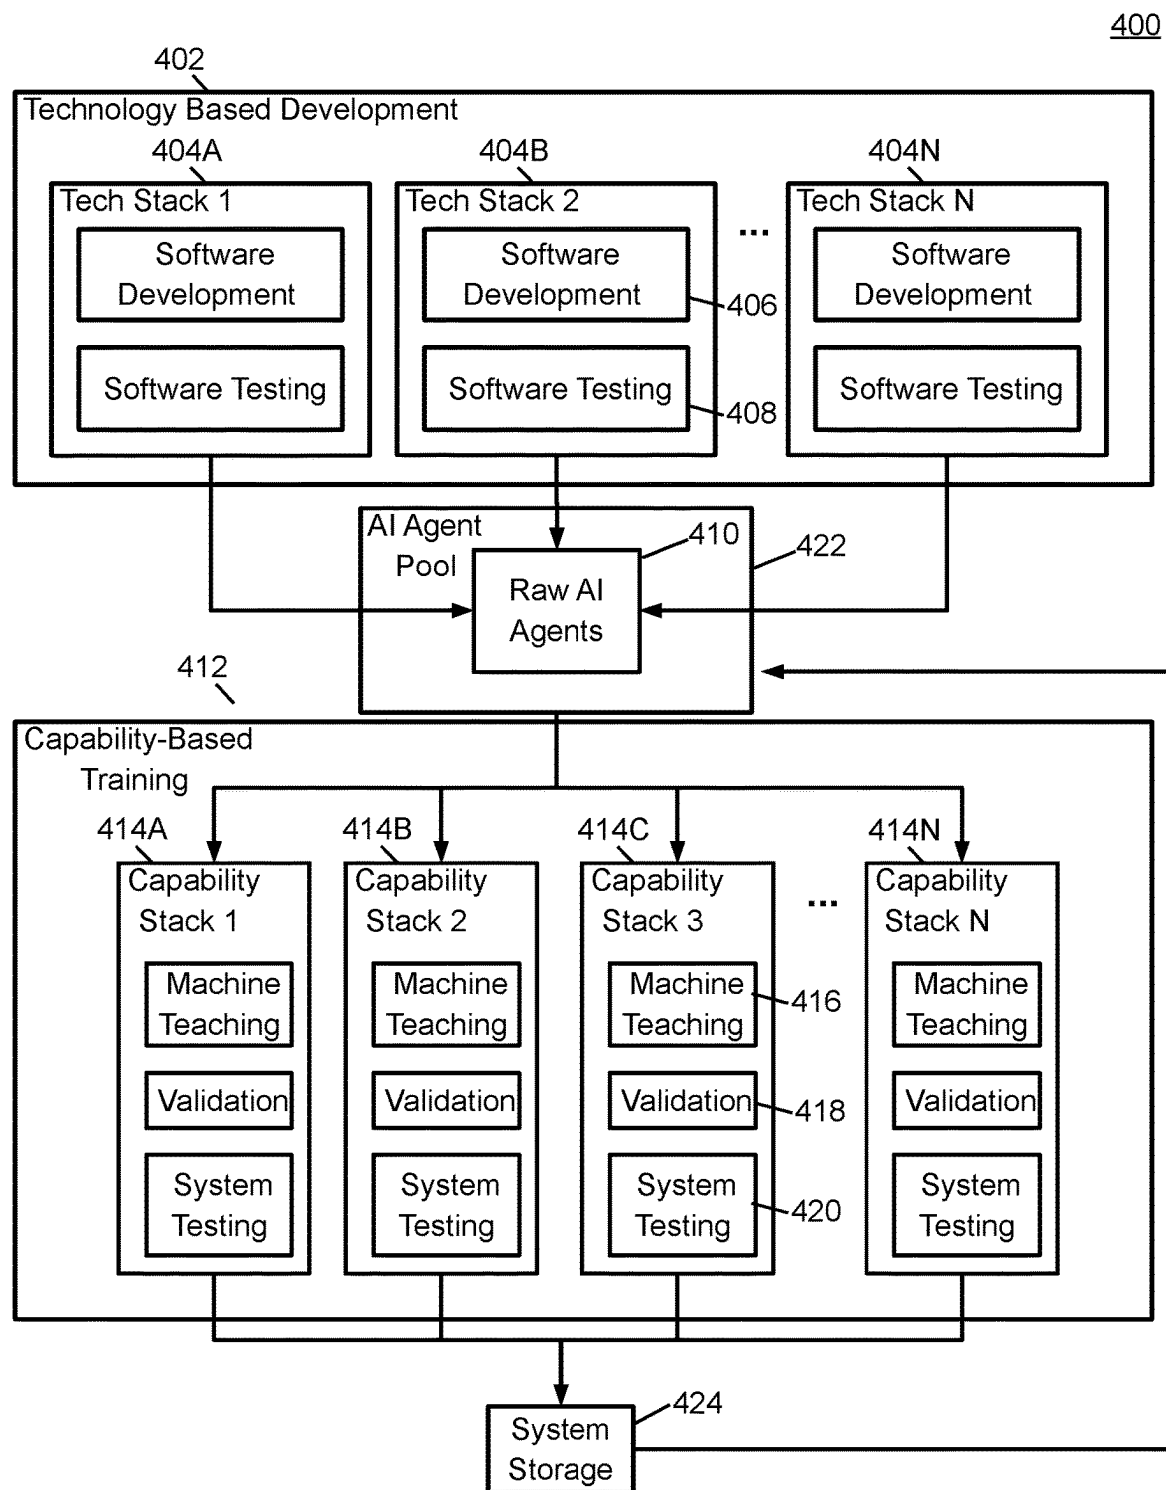 400
402
Technology Based Development
404A
404B
404N
Tech Stack 1
Tech Stack 2
...
Tech Stack N
Software
Development
Software
Development
406
Software
Development
Software Testing
Software Testing
408
Software Testing
AI Agent
Pool
410
422
Raw AI
Agents
412
Capability-Based
Training
414A
414B
414C
414N
Capability
Stack 1
Capability
Stack 2
Capability
Stack 3
...
Capability
Stack N
Machine
Teaching
Machine
Teaching
Machine
Teaching
416
Machine
Teaching
Validation
Validation
Validation
418
Validation
System
Testing
System
Testing
System
Testing
420
System
Testing
424
System
Storage